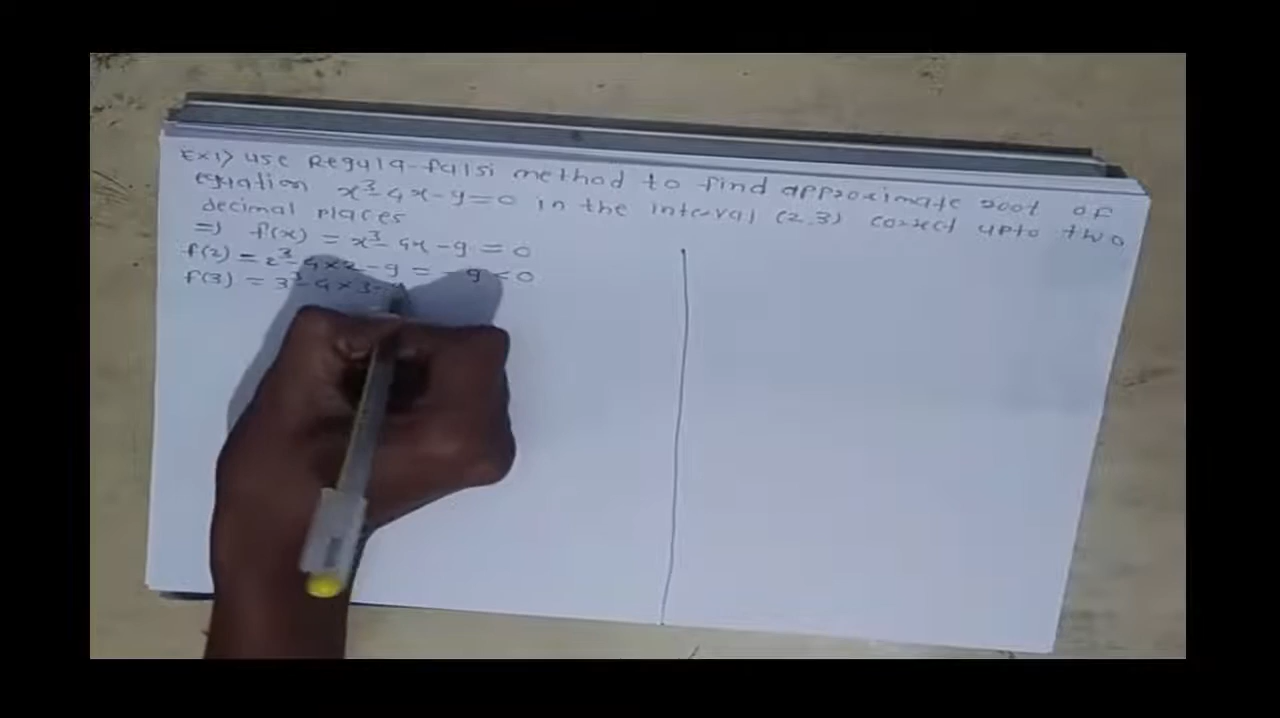 Ex1) Use Regula-falsi method to find approximate root of
equation x³-4x-9=0 in the interval (2,3) correct upto two
decimal places
=> f(x) = x³-4x-9=0
f(2) = 2³-4×2-9 = -9<0
f(3) = 3³-4×3-